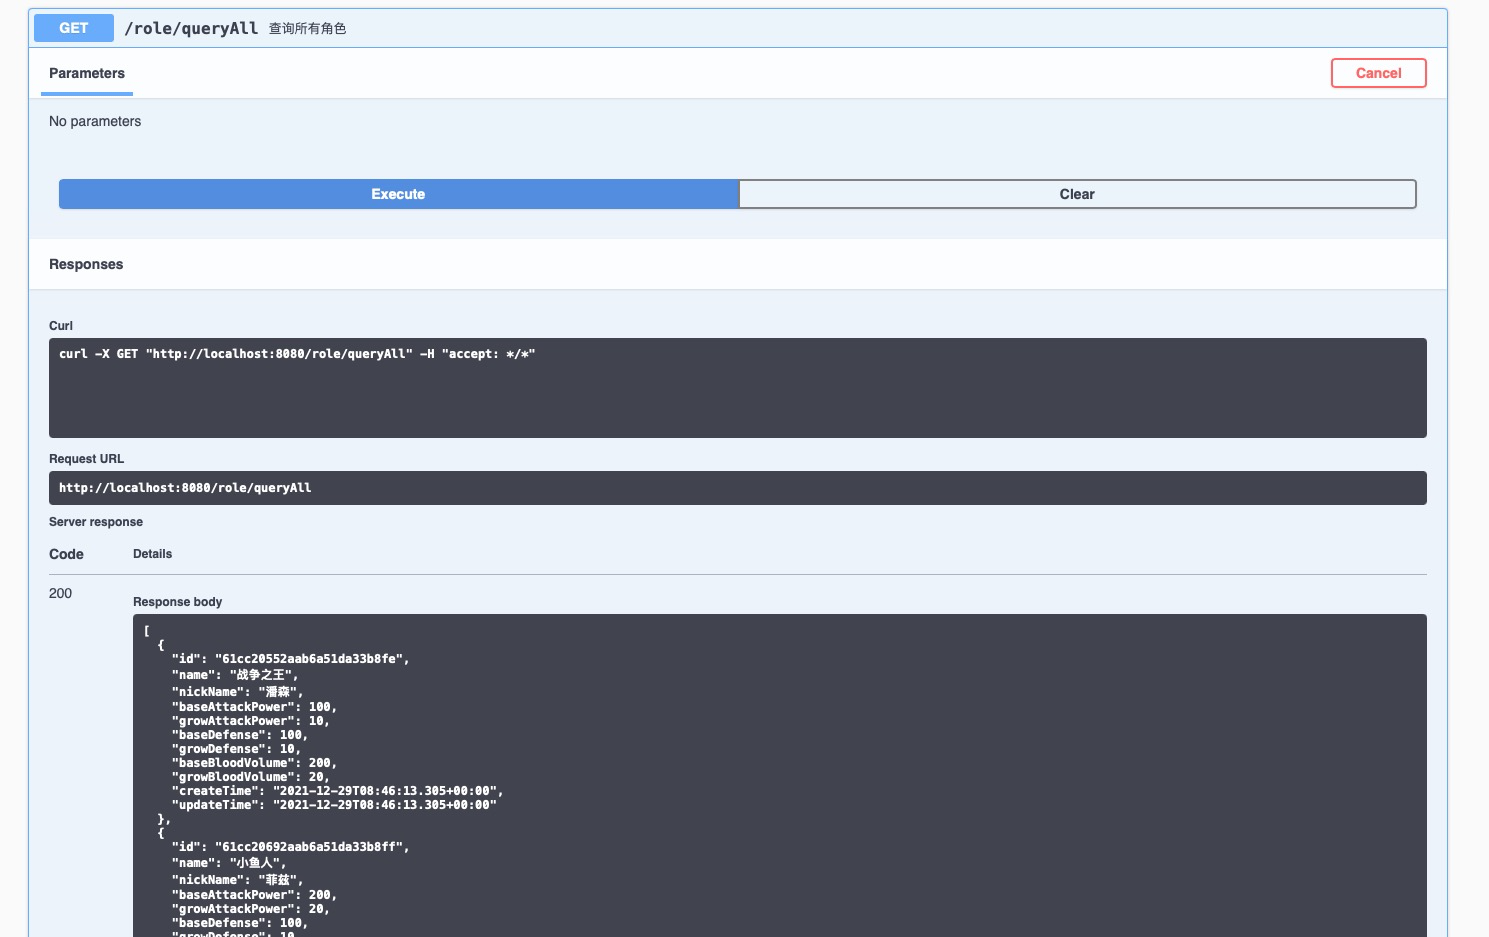 GET /role/queryAll 查询所有角色
Parameters
Cancel
No parameters
Execute
Clear
Responses
Curl
curl -X GET "http://localhost:8080/role/queryAll" -H "accept: */*"
Request URL
http://localhost:8080/role/queryAll
Server response
Code Details
200
Response body
[
{
"id": "61cc20552aab6a51da33b8fe",
"name": "战争之王",
"nickName": "潘森",
"baseAttackPower": 100,
"growAttackPower": 10,
"baseDefense": 100,
"growDefense": 10,
"baseBloodVolume": 200,
"growBloodVolume": 20,
"createTime": "2021-12-29T08:46:13.305+00:00",
"updateTime": "2021-12-29T08:46:13.305+00:00"
},
{
"id": "61cc20692aab6a51da33b8ff",
"name": "小鱼人",
"nickName": "菲兹",
"baseAttackPower": 200,
"growAttackPower": 20,
"baseDefense": 100,
"growDefense": 10